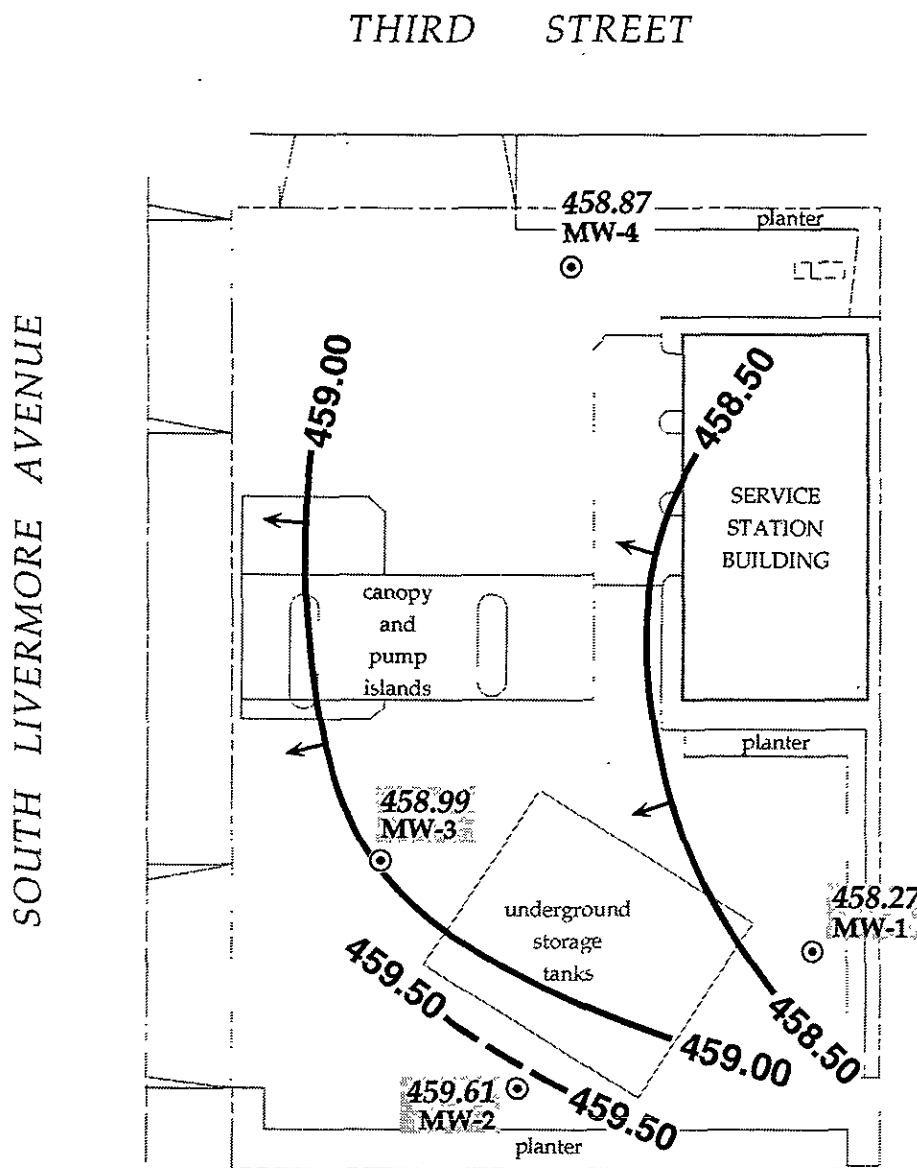 THIRD STREET
SOUTH LIVERMORE AVENUE
458.87
MW-4
planter
459.00
458.50
SERVICE
STATION
BUILDING
canopy
and
pump
islands
planter
458.99
MW-3
underground
storage
tanks
458.27
MW-1
459.50
459.00
458.50
459.61
MW-2
459.50
planter